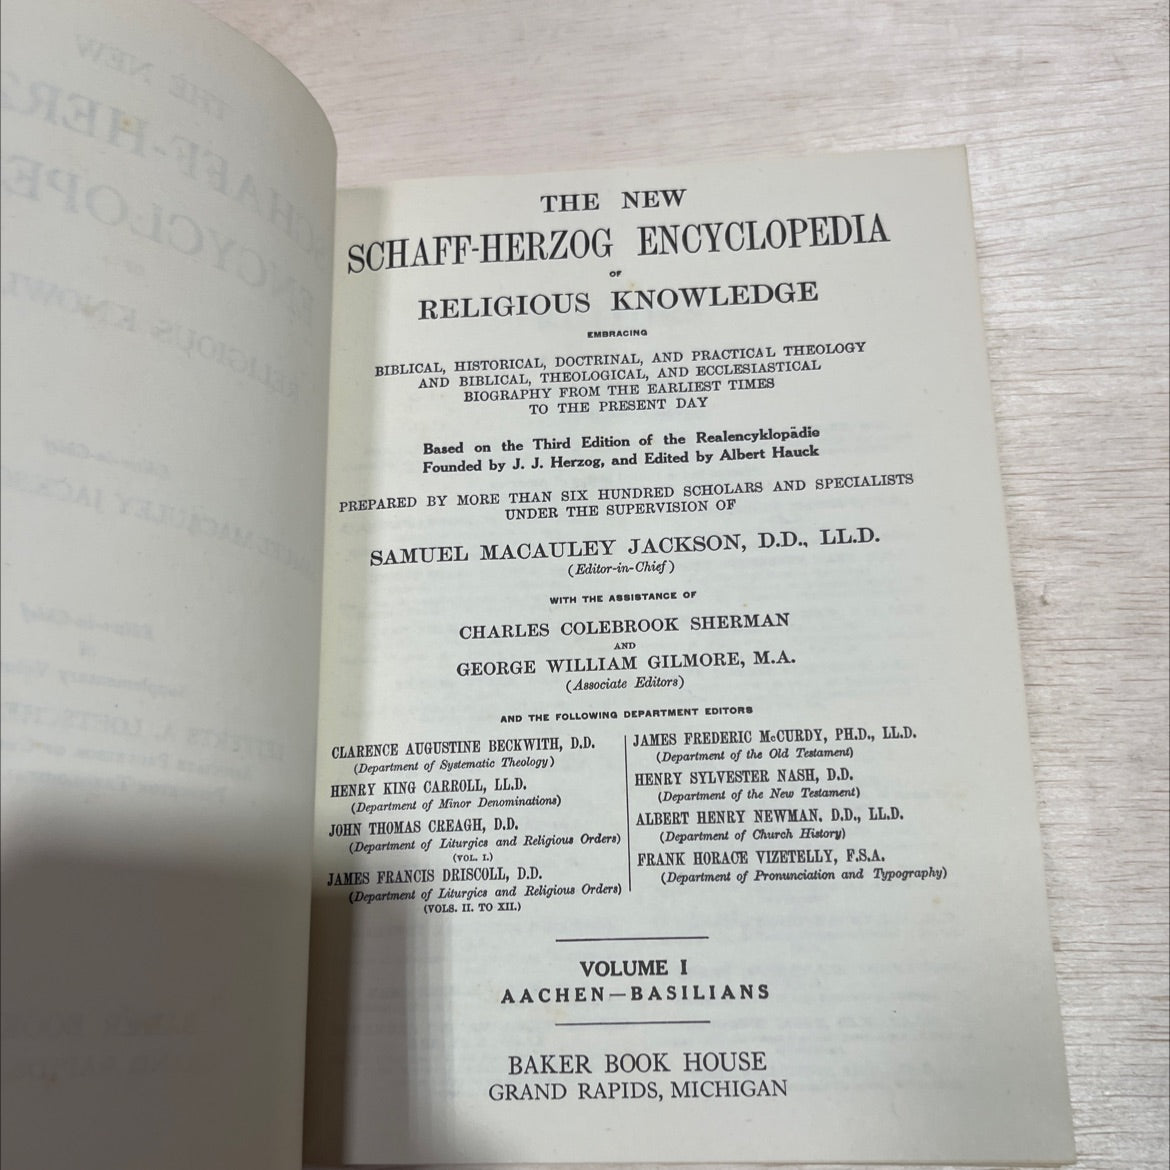 THE NEW
SCHAFF-HERZOG ENCYCLOPEDIA
OF
RELIGIOUS KNOWLEDGE
EMBRACING
BIBLICAL, HISTORICAL, DOCTRINAL, AND PRACTICAL THEOLOGY
AND BIBLICAL, THEOLOGICAL, AND ECCLESIASTICAL
BIOGRAPHY FROM THE EARLIEST TIMES
TO THE PRESENT DAY
Based on the Third Edition of the Realencyklopädie
Founded by J. J. Herzog, and Edited by Albert Hauck
PREPARED BY MORE THAN SIX HUNDRED SCHOLARS AND SPECIALISTS
UNDER THE SUPERVISION OF
SAMUEL MACAULEY JACKSON, D.D., LL.D.
(Editor-in-Chief)
WITH THE ASSISTANCE OF
CHARLES COLEBROOK SHERMAN
AND
GEORGE WILLIAM GILMORE, M.A.
(Associate Editors)
AND THE FOLLOWING DEPARTMENT EDITORS
CLARENCE AUGUSTINE BECKWITH, D.D.
(Department of Systematic Theology)
HENRY KING CARROLL, LL.D.
(Department of Minor Denominations)
JOHN THOMAS CREAGH, D.D.
(Department of Liturgics and Religious Orders)
(VOL. I.)
JAMES FRANCIS DRISCOLL, D.D.
(Department of Liturgics and Religious Orders)
(VOLS. II. TO XII.)
JAMES FREDERIC McCURDY, PH.D., LL.D.
(Department of the Old Testament)
HENRY SYLVESTER NASH, D.D.
(Department of the New Testament)
ALBERT HENRY NEWMAN. D.D., LL.D.
(Department of Church History)
FRANK HORACE VIZETELLY, F.S.A.
(Department of Pronunciation and Typography)
VOLUME I
AACHEN—BASILIANS
BAKER BOOK HOUSE
GRAND RAPIDS, MICHIGAN